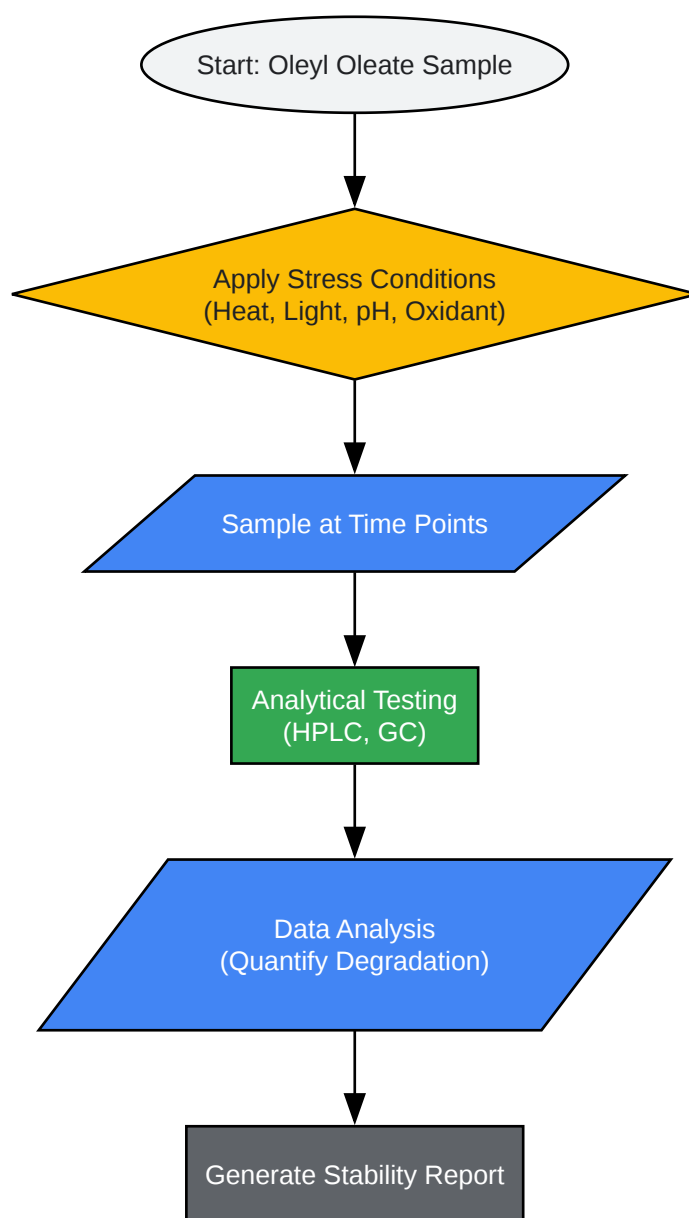 Start: Oleyl Oleate Sample
Apply Stress Conditions
(Heat, Light, pH, Oxidant)
Sample at Time Points
Analytical Testing
(HPLC, GC)
Data Analysis
(Quantify Degradation)
Generate Stability Report